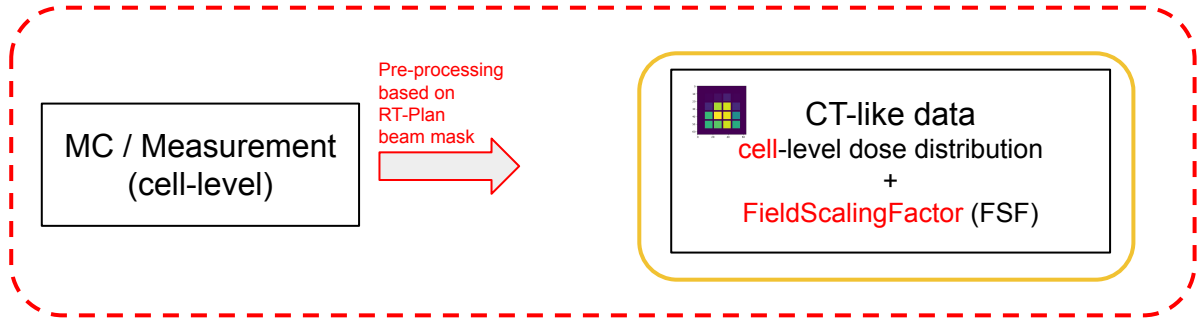 Pre-processing
based on
RT-Plan
beam mask
MC / Measurement
(cell-level)
CT-like data
cell-level dose distribution
+
FieldScalingFactor (FSF)